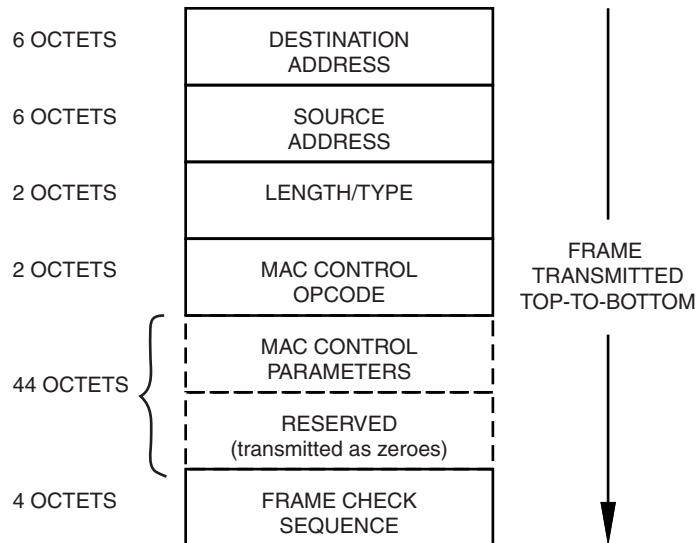 6 OCTETS
DESTINATION
ADDRESS
6 OCTETS
SOURCE
ADDRESS
2 OCTETS
LENGTH/TYPE
2 OCTETS
MAC CONTROL
OPCODE
44 OCTETS
MAC CONTROL
PARAMETERS
RESERVED
(transmitted as zeroes)
4 OCTETS
FRAME CHECK
SEQUENCE
FRAME
TRANSMITTED
TOP-TO-BOTTOM